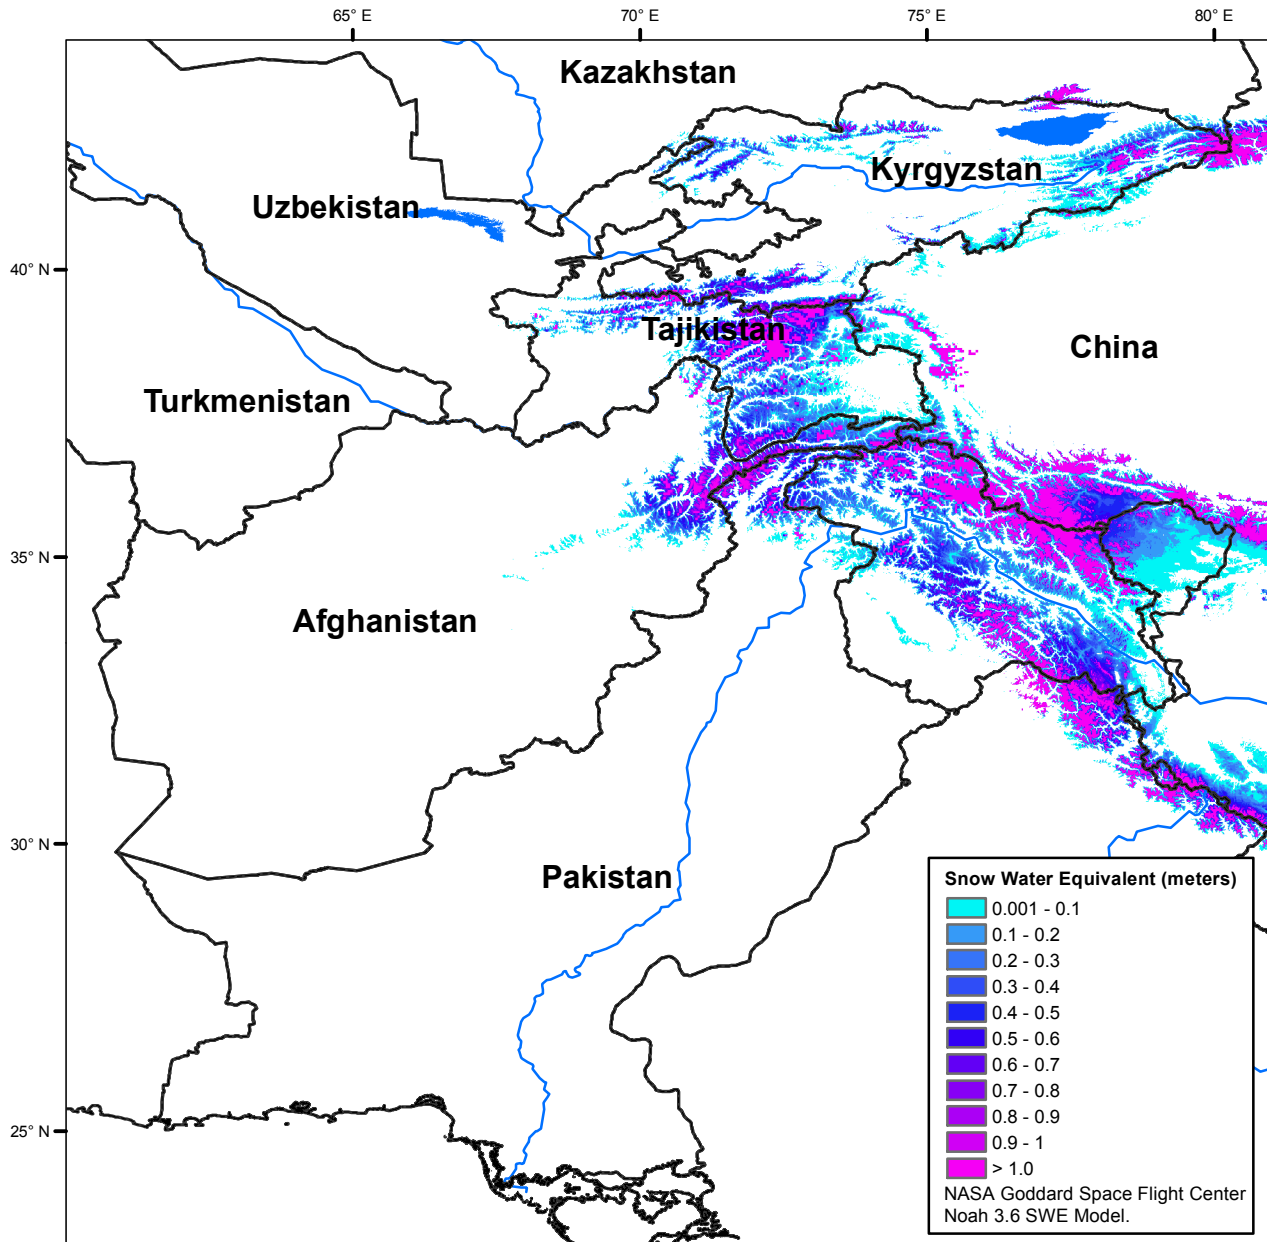 65° E
70° E
75° E
80° E
Kazakhstan
Kyrgyzstan
Uzbekistan
40° N
Tajikistan
China
Turkmenistan
35° N
Afghanistan
30° N
Pakistan
Snow Water Equivalent (meters)
0.001 - 0.1
0.1 - 0.2
0.2 - 0.3
0.3 - 0.4
0.4 - 0.5
0.5 - 0.6
0.6 - 0.7
0.7 - 0.8
0.8 - 0.9
0.9 - 1
> 1.0
25° N
NASA Goddard Space Flight Center
Noah 3.6 SWE Model.